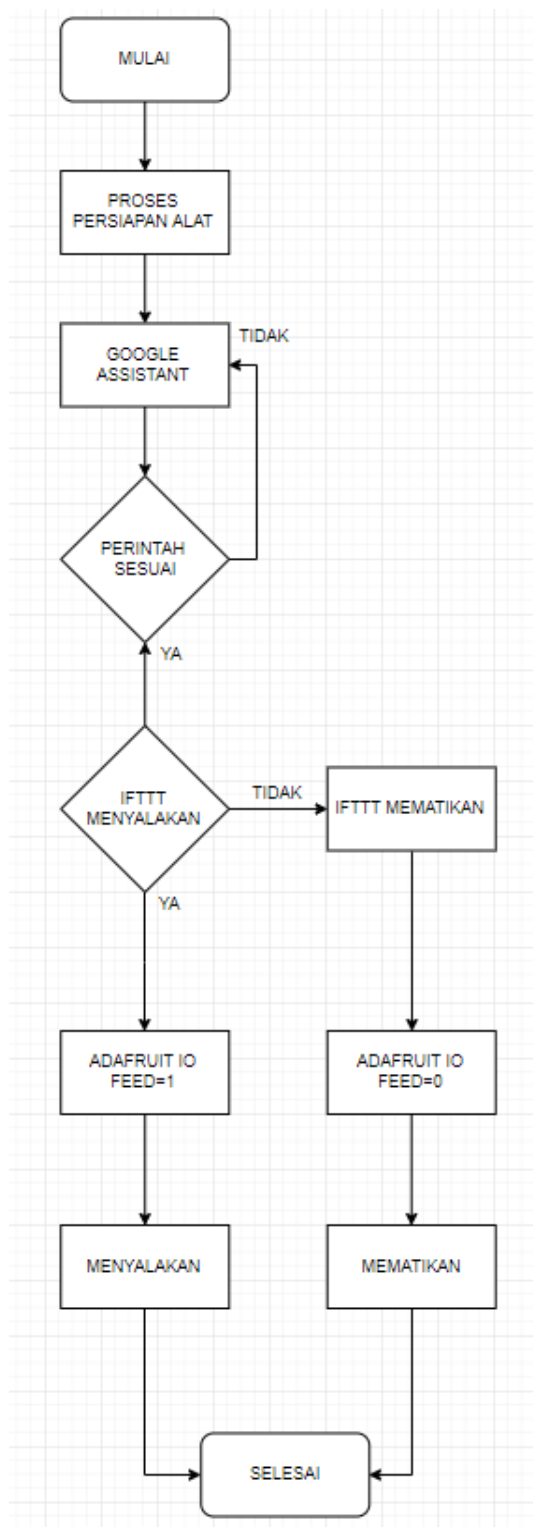 MULAI
PROSES
PERSIAPAN ALAT
TIDAK
GOOGLE
ASSISTANT
PERINTAH
SESUAI
YA
IFTTT
MENYALAKAN
TIDAK
IFTTT MEMATIKAN
YA
ADAFRUIT IO
FEED=1
ADAFRUIT IO
FEED=0
MENYALAKAN
MEMATIKAN
SELESAI